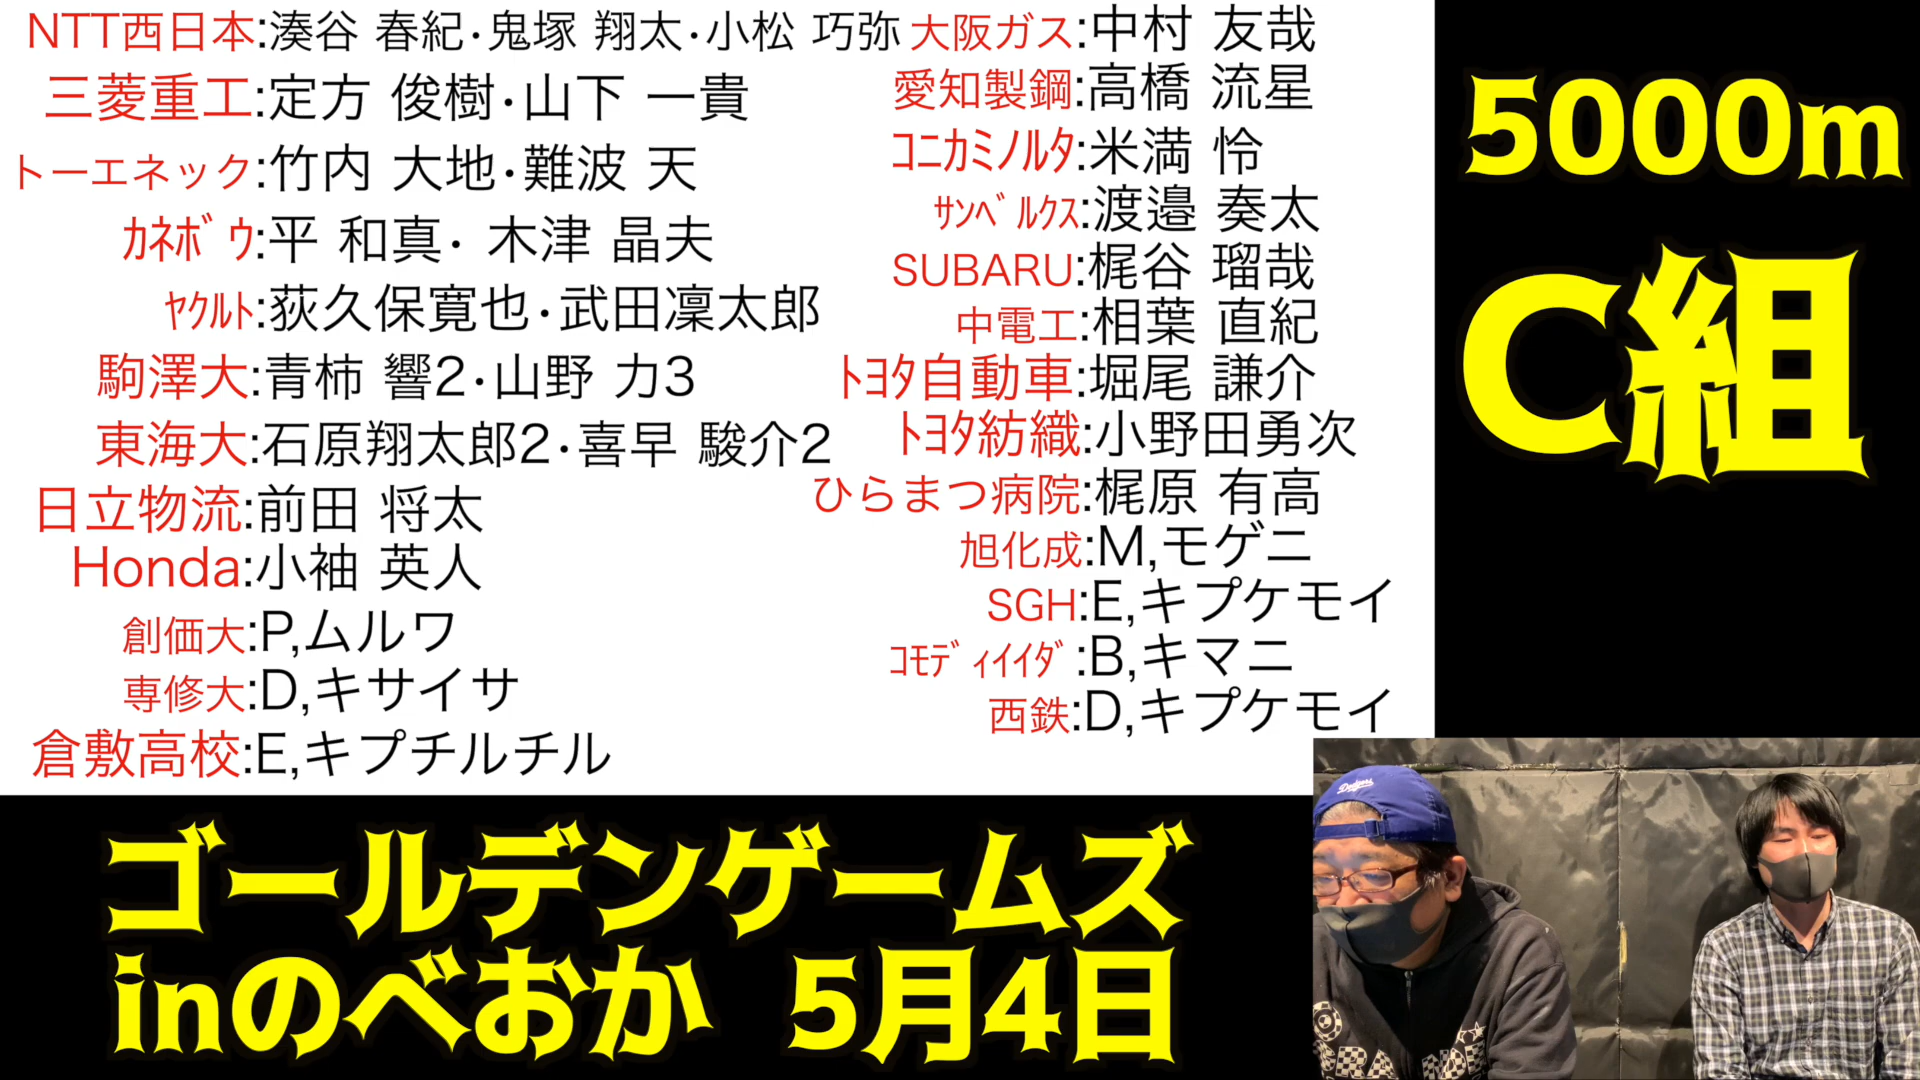 NTT西日本:湊谷 春紀・鬼塚 翔太・小松 巧弥
三菱重工:定方 俊樹・山下 一貴
トーエネック:竹内 大地・難波 天
ｶﾈﾎﾞｳ:平 和真・ 木津 晶夫
ﾔｸﾙﾄ:荻久保寛也・武田凜太郎
駒澤大:青柿 響2・山野 力3
東海大:石原翔太郎2・喜早 駿介2
日立物流:前田 将太
Honda:小袖 英人
創価大:P,ムルワ
専修大:D,キサイサ
倉敷高校:E,キプチルチル
大阪ガス:中村 友哉
愛知製鋼:高橋 流星
ｺﾆｶﾐﾉﾙﾀ:米満 怜
ｻﾝﾍﾞﾙｸｽ:渡邉 奏太
SUBARU:梶谷 瑠哉
中電工:相葉 直紀
ﾄﾖﾀ自動車:堀尾 謙介
ﾄﾖﾀ紡織:小野田勇次
ひらまつ病院:梶原 有高
旭化成:M,モゲニ
SGH:E,キプケモイ
ｺﾓﾃﾞｨｲｲﾀﾞ:B,キマニ
西鉄:D,キプケモイ
5000m
C組
ゴールデンゲームズ
inのべおか 5月4日
Dodgers